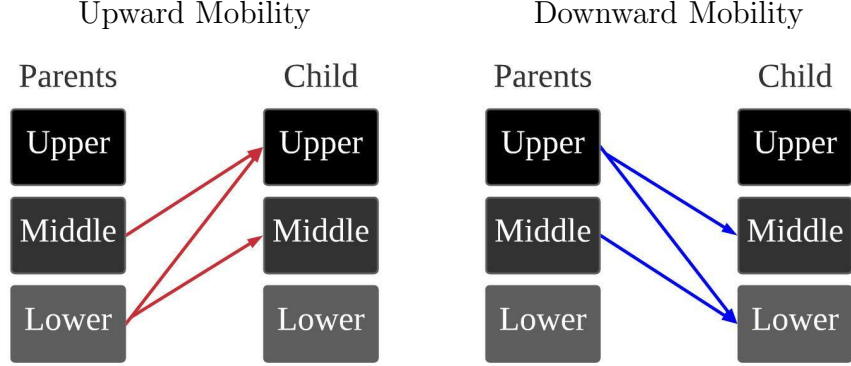 Upward Mobility
Parents Child
Upper Upper
Middle Middle
Lower Lower
Downward Mobility
Parents Child
Upper Upper
Middle Middle
Lower Lower